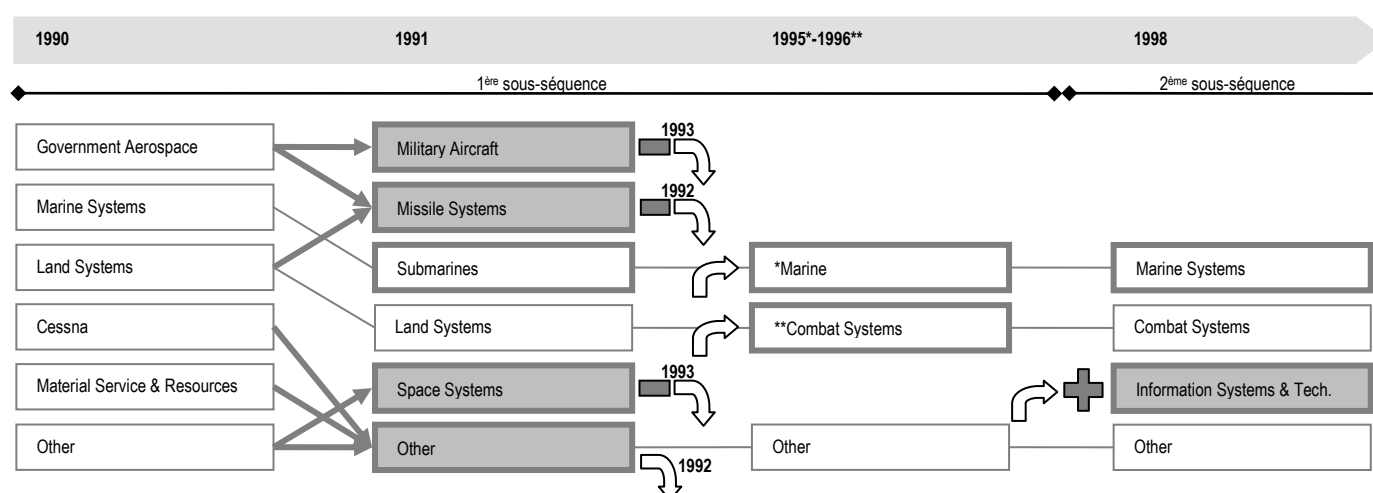 1990 1991 1995*-1996** 1998
1ère sous-séquence 2ème sous-séquence
1993
Government Aerospace Military Aircraft
1992
Marine Systems Missile Systems
Land Systems Submarines *Marine Marine Systems
Cessna Land Systems **Combat Systems Combat Systems
1993
Material Service & Resources Space Systems Information Systems & Tech.
Other Other Other Other
1992